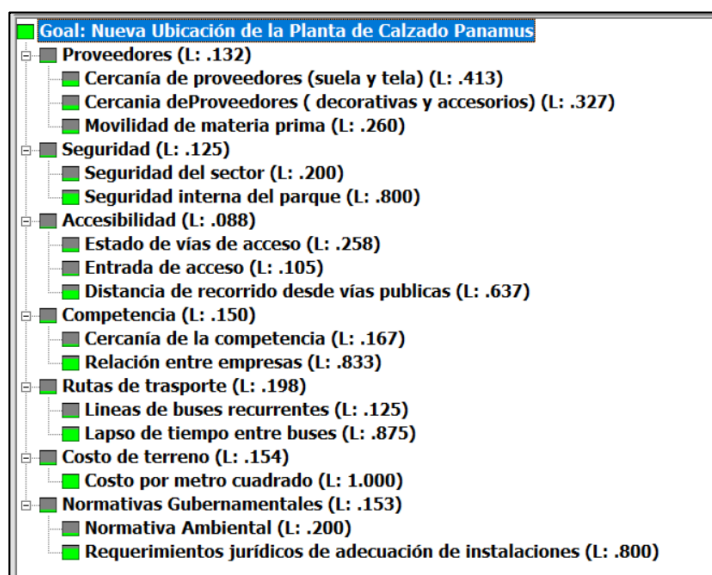 Goal: Nueva Ubicación de la Planta de Calzado Panamus
Proveedores (L: .132)
Cercanía de proveedores (suela y tela) (L: .413)
Cercania deProveedores ( decorativas y accesorios) (L: .327)
Movilidad de materia prima (L: .260)
Seguridad (L: .125)
Seguridad del sector (L: .200)
Seguridad interna del parque (L: .800)
Accesibilidad (L: .088)
Estado de vías de acceso (L: .258)
Entrada de acceso (L: .105)
Distancia de recorrido desde vías publicas (L: .637)
Competencia (L: .150)
Cercanía de la competencia (L: .167)
Relación entre empresas (L: .833)
Rutas de trasporte (L: .198)
Lineas de buses recurrentes (L: .125)
Lapso de tiempo entre buses (L: .875)
Costo de terreno (L: .154)
Costo por metro cuadrado (L: 1.000)
Normativas Gubernamentales (L: .153)
Normativa Ambiental (L: .200)
Requerimientos jurídicos de adecuación de instalaciones (L: .800)